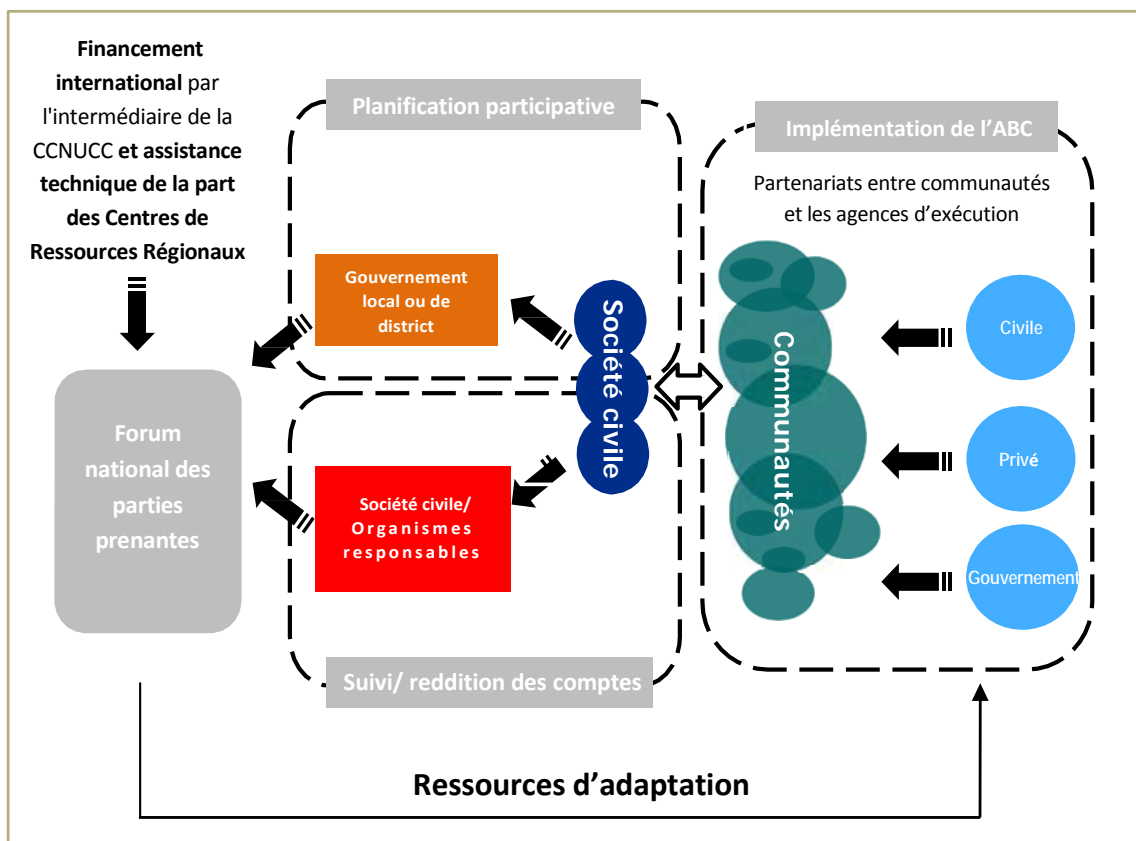 Financement
international par
l'intermédiaire de la
CCNUCC et assistance
technique de la part
des Centres de
Ressources Régionaux
Planification participative
Implémentation de l’ABC
Partenariats entre communautés
et les agences d’exécution
Gouvernement
local ou de
district
Société civile
Communautés
Civile
Forum
national des
parties
prenantes
Société civile/
Organismes
responsables
Privé
Gouvernement
Suivi/ reddition des comptes
Ressources d’adaptation